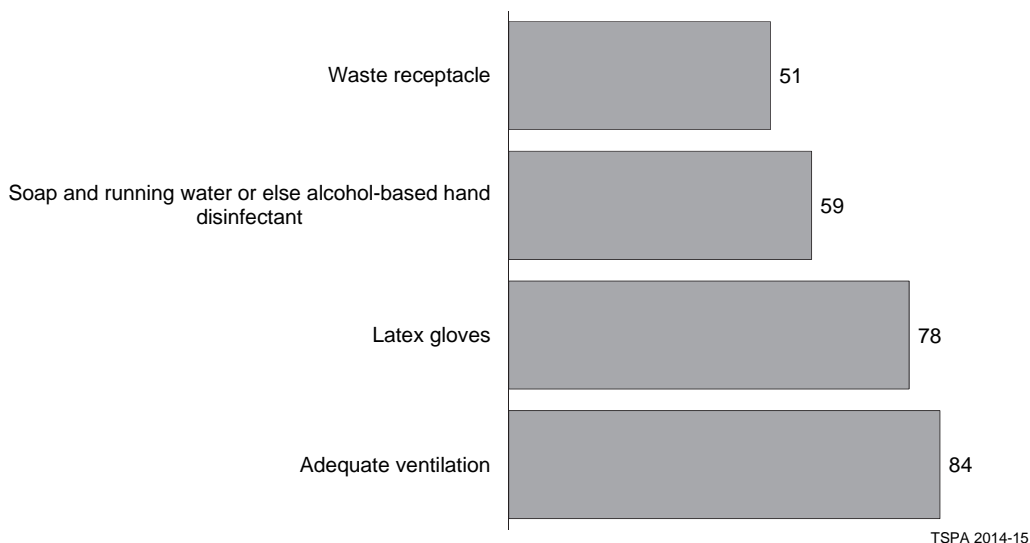 Waste receptacle
51
Soap and running water or else alcohol-based hand
disinfectant
59
Latex gloves
78
Adequate ventilation
84
TSPA 2014-15